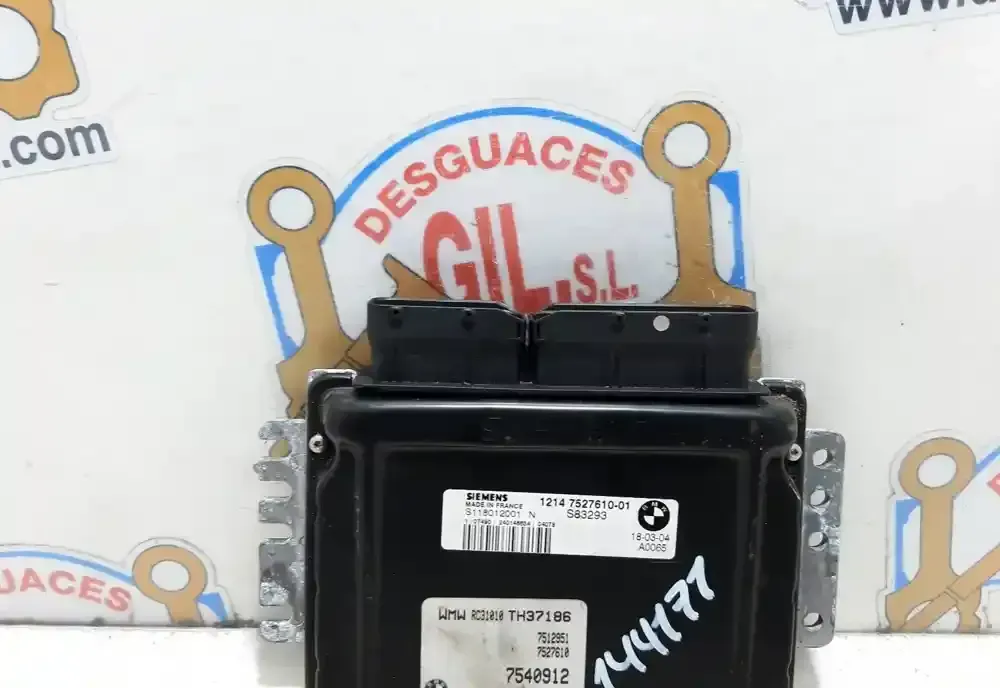 www.
.com
DESGUACES
GIL S.L.
SIEMENS
MADE IN FRANCE
1214 7527610-01
S118012001 N
S83293
18-03-04
A0065
UACES
WMW RC31010 TH37186
7512951
7527610
7540912
144177